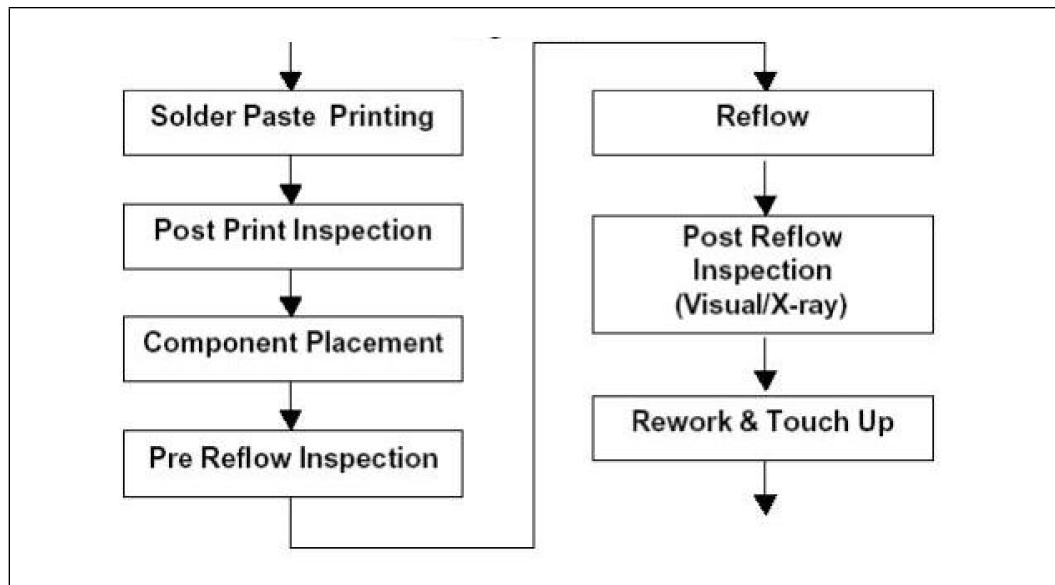 Solder Paste Printing
Post Print Inspection
Component Placement
Pre Reflow Inspection
Reflow
Post Reflow
Inspection
(Visual/X-ray)
Rework & Touch Up